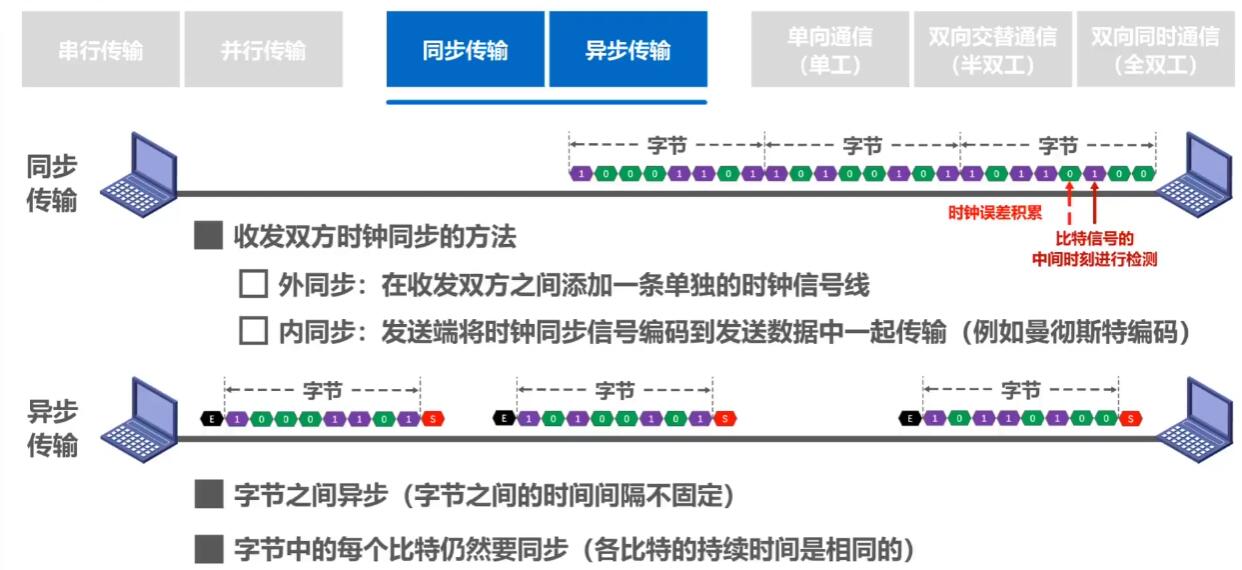 串行传输
并行传输
同步传输
异步传输
单向通信
（单工）
双向交替通信
（半双工）
双向同时通信
（全双工）
同步
传输
字节
字节
字节
1 0 0 0 1 1 0 1 1 0 1 0 0 1 0 1 1 0 1 1 0 1 0 0
时钟误差积累
比特信号的
中间时刻进行检测
收发双方时钟同步的方法
外同步：在收发双方之间添加一条单独的时钟信号线
内同步：发送端将时钟同步信号编码到发送数据中一起传输（例如曼彻斯特编码）
异步
传输
字节
字节
字节
E 1 0 0 0 1 1 0 1 S
E 1 0 1 0 0 1 0 1 S
E 1 0 1 1 0 1 0 0 S
字节之间异步（字节之间的时间间隔不固定）
字节中的每个比特仍然要同步（各比特的持续时间是相同的）